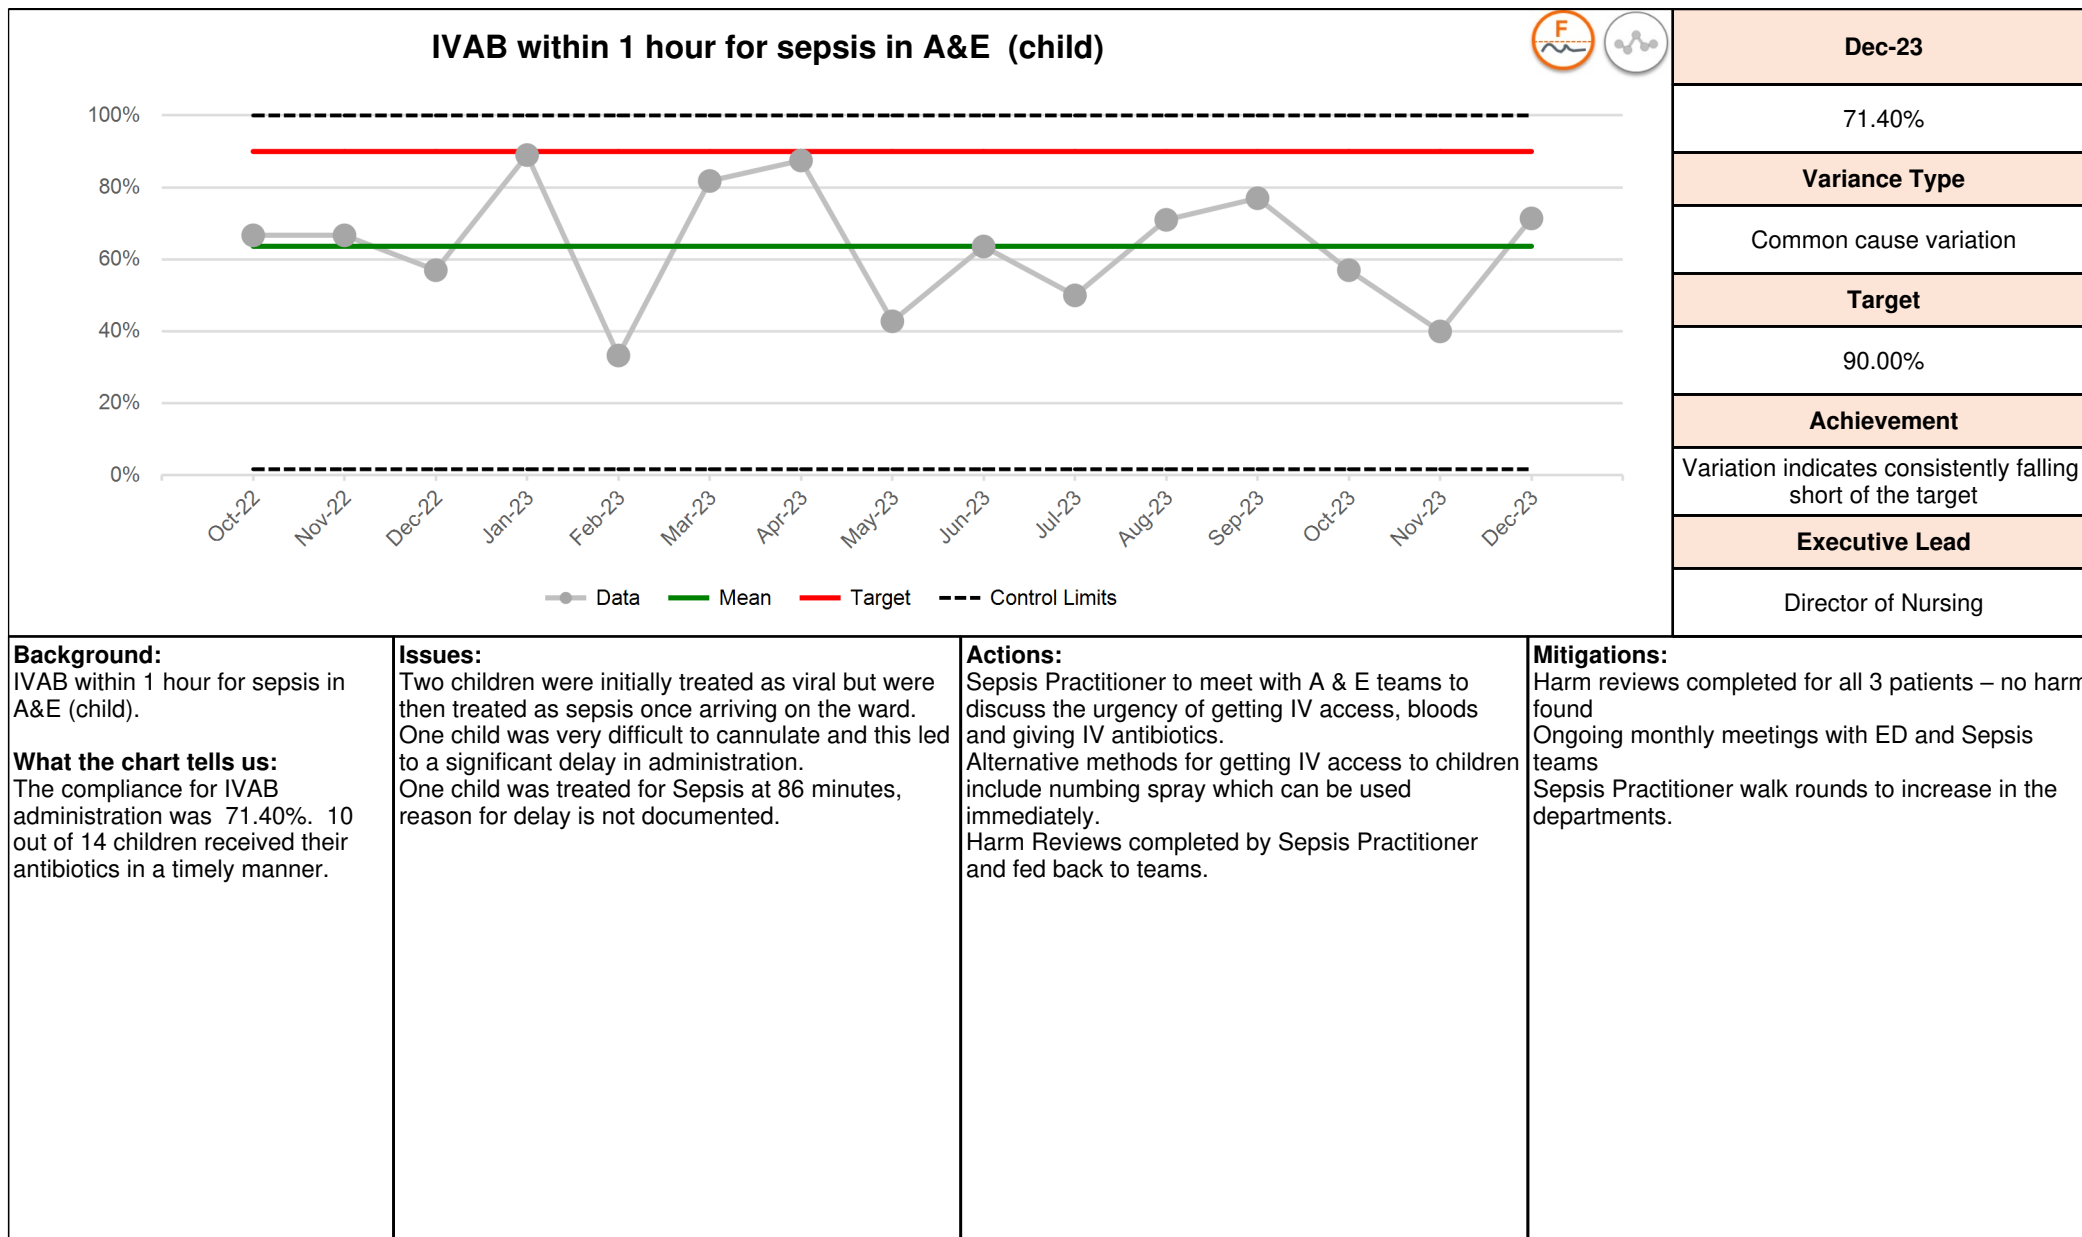 IVAB within 1 hour for sepsis in A&E  (child)
F
100%
80%
60%
40%
20%
0%
Oct-22
Nov-22
Dec-22
Jan-23
Feb-23
Mar-23
Apr-23
May-23
Jun-23
Jul-23
Aug-23
Sep-23
Oct-23
Nov-23
Dec-23
Data
Mean
Target
Control Limits
Dec-23
71.40%
Variance Type
Common cause variation
Target
90.00%
Achievement
Variation indicates consistently falling
short of the target
Executive Lead
Director of Nursing
Background:
IVAB within 1 hour for sepsis in
A&E (child).
What the chart tells us:
The compliance for IVAB
administration was  71.40%.  10
out of 14 children received their
antibiotics in a timely manner.
Issues:
Two children were initially treated as viral but were
then treated as sepsis once arriving on the ward.
One child was very difficult to cannulate and this led
to a significant delay in administration.
One child was treated for Sepsis at 86 minutes,
reason for delay is not documented.
Actions:
Sepsis Practitioner to meet with A & E teams to
discuss the urgency of getting IV access, bloods
and giving IV antibiotics.
Alternative methods for getting IV access to children
include numbing spray which can be used
immediately.
Harm Reviews completed by Sepsis Practitioner
and fed back to teams.
Mitigations:
Harm reviews completed for all 3 patients – no harm
found
Ongoing monthly meetings with ED and Sepsis
teams
Sepsis Practitioner walk rounds to increase in the
departments.